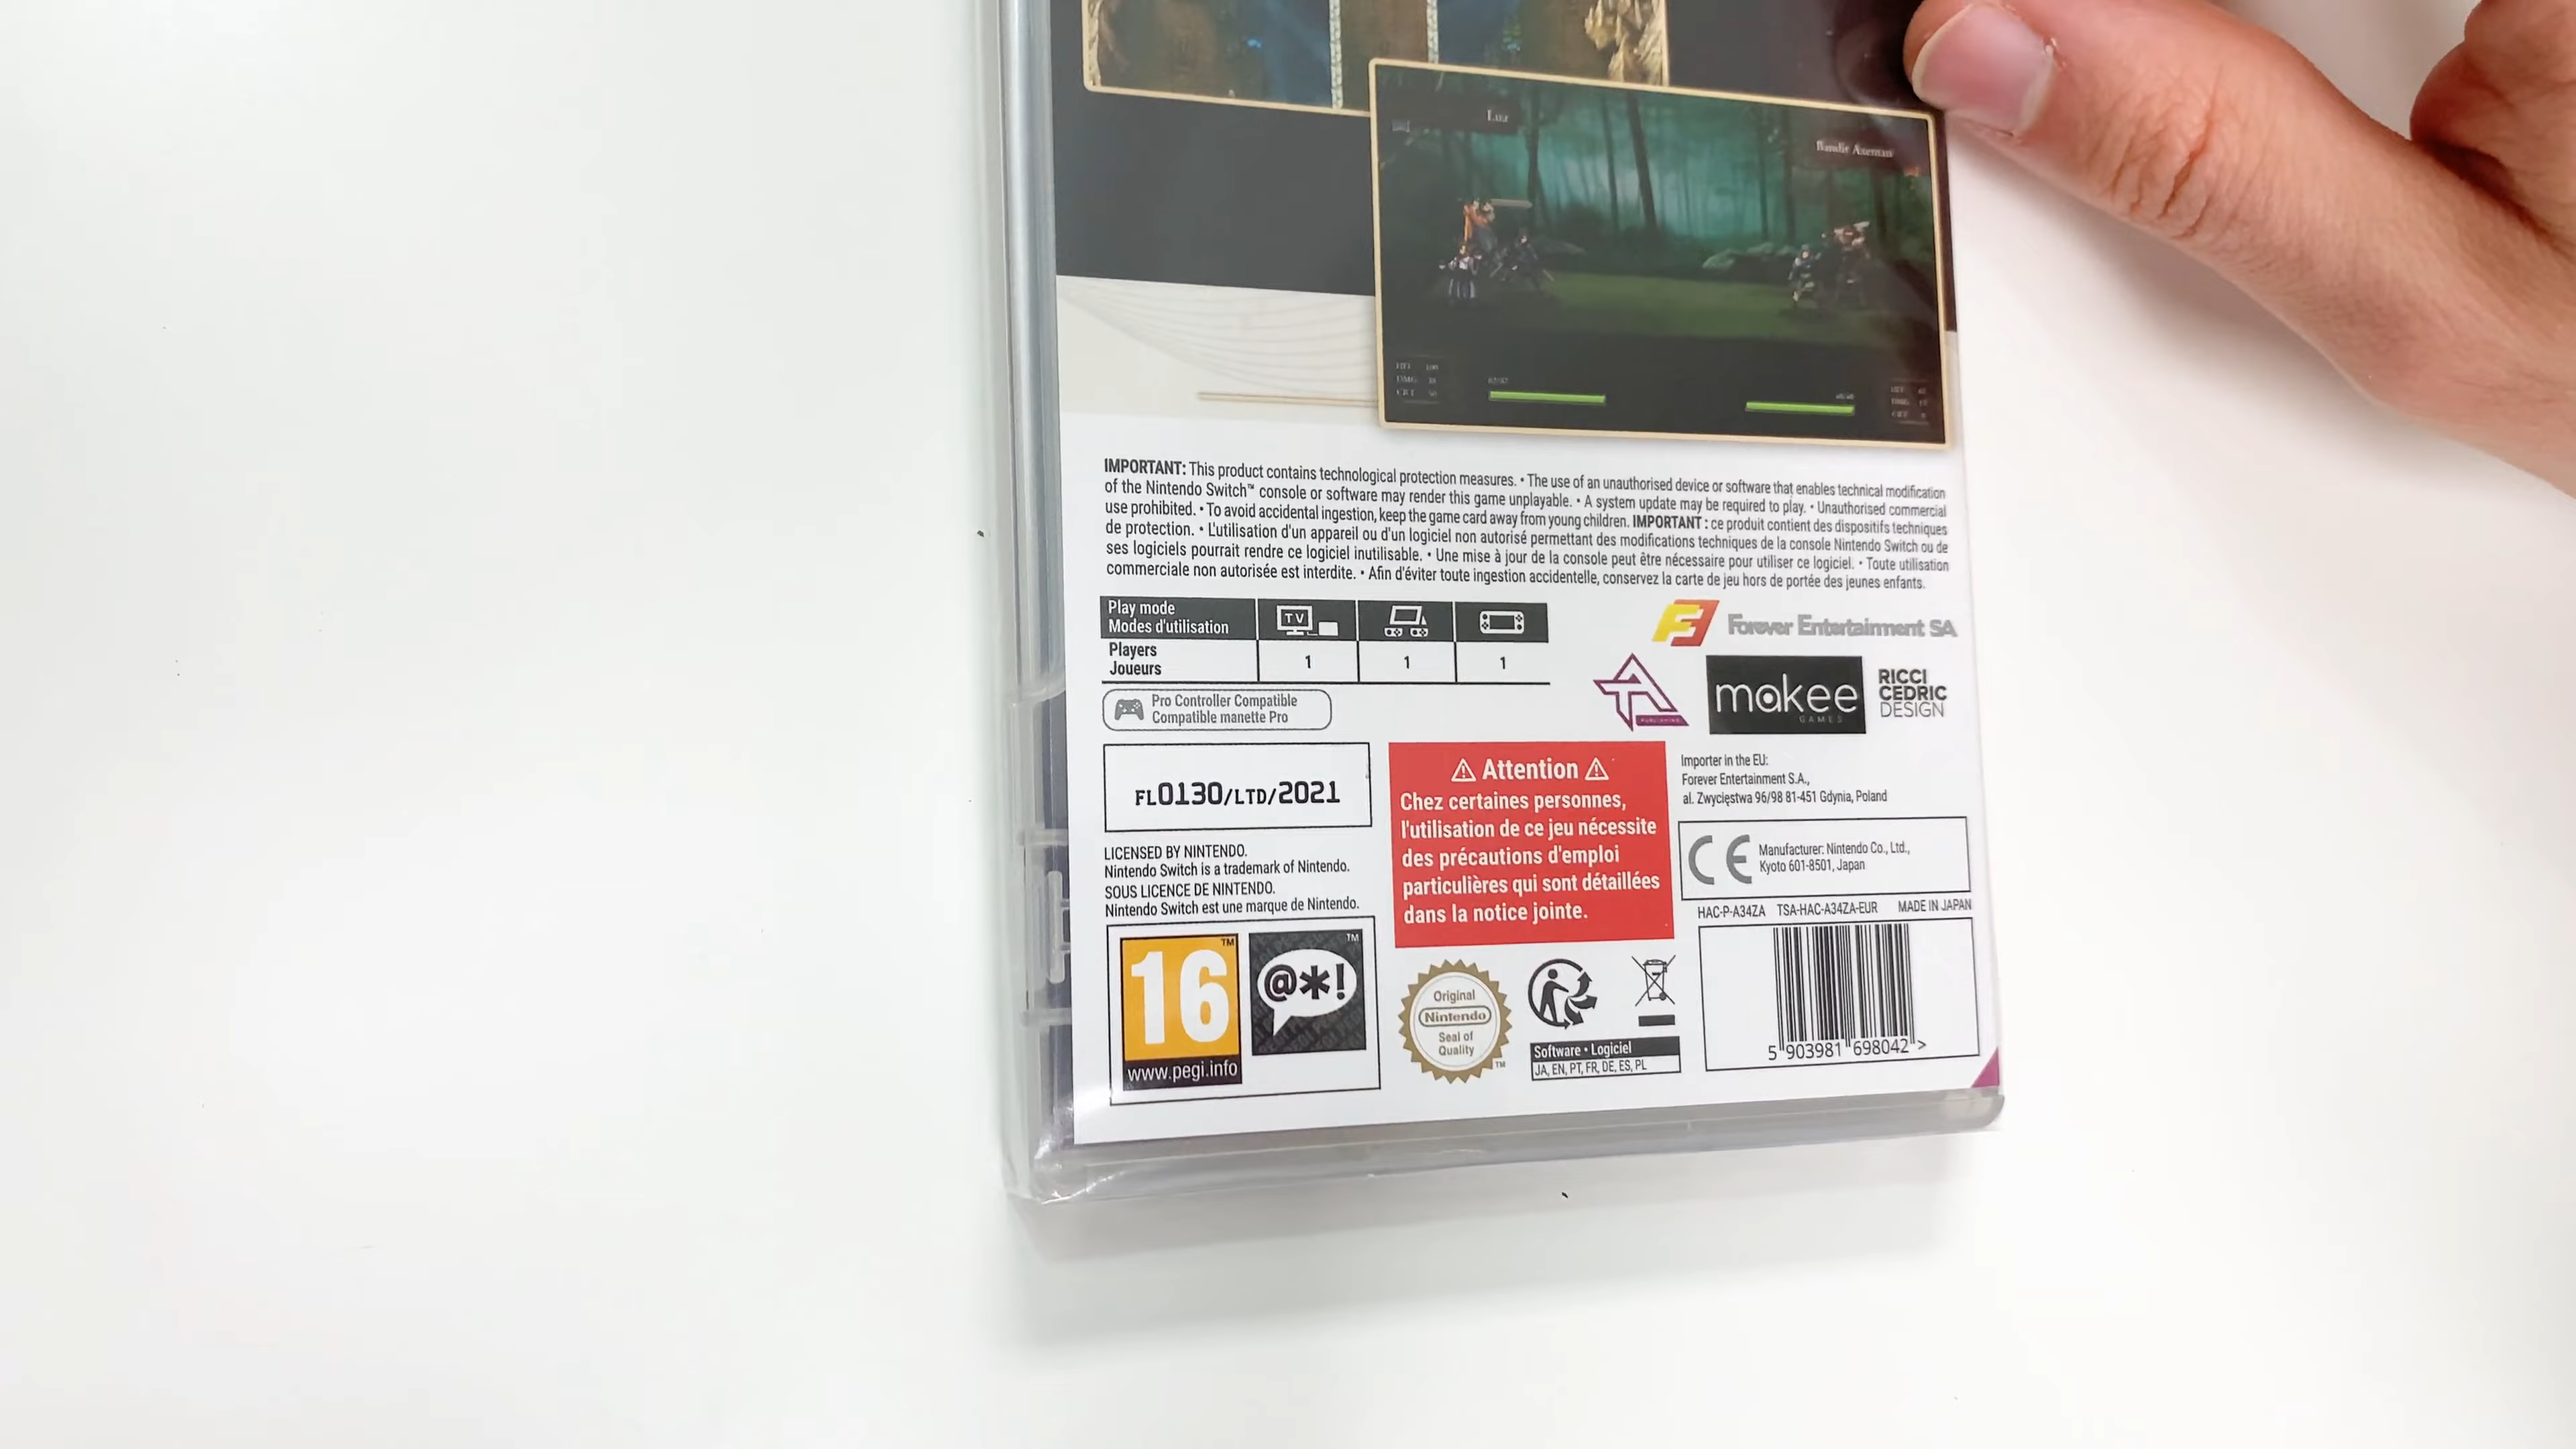 Lua
Bandit Axeman
HIT 100
DMG
CRT
HIT
DMG
CRT
IMPORTANT: This product contains technological protection measures. • The use of an unauthorised device or software that enables technical modification
of the Nintendo Switch™ console or software may render this game unplayable. • A system update may be required to play. • Unauthorised commercial
use prohibited. • To avoid accidental ingestion, keep the game card away from young children. IMPORTANT : ce produit contient des dispositifs techniques
de protection. • L'utilisation d'un appareil ou d'un logiciel non autorisé permettant des modifications techniques de la console Nintendo Switch ou de
ses logiciels pourrait rendre ce logiciel inutilisable. • Une mise à jour de la console peut être nécessaire pour utiliser ce logiciel. • Toute utilisation
commerciale non autorisée est interdite. • Afin d'éviter toute ingestion accidentelle, conservez la carte de jeu hors de portée des jeunes enfants.
Play mode
Modes d'utilisation
TV
Players
Joueurs
1 1 1
Pro Controller Compatible
Compatible manette Pro
Forever Entertainment SA
PUBLISHING
makee
GAMES
RICCI
CEDRIC
DESIGN
FL0130/LTD/2021
LICENSED BY NINTENDO.
Nintendo Switch is a trademark of Nintendo.
SOUS LICENCE DE NINTENDO.
Nintendo Switch est une marque de Nintendo.
⚠ Attention ⚠
Chez certaines personnes,
l'utilisation de ce jeu nécessite
des précautions d'emploi
particulières qui sont détaillées
dans la notice jointe.
Importer in the EU:
Forever Entertainment S.A.,
al. Zwycięstwa 96/98 81-451 Gdynia, Poland
CE
Manufacturer: Nintendo Co., Ltd.,
Kyoto 601-8501, Japan
HAC-P-A34ZA TSA-HAC-A34ZA-EUR MADE IN JAPAN
16™
www.pegi.info
@*!™
Original
Nintendo
Seal of
Quality
™
Software • Logiciel
JA, EN, PT, FR, DE, ES, PL
5 903981 698042 >